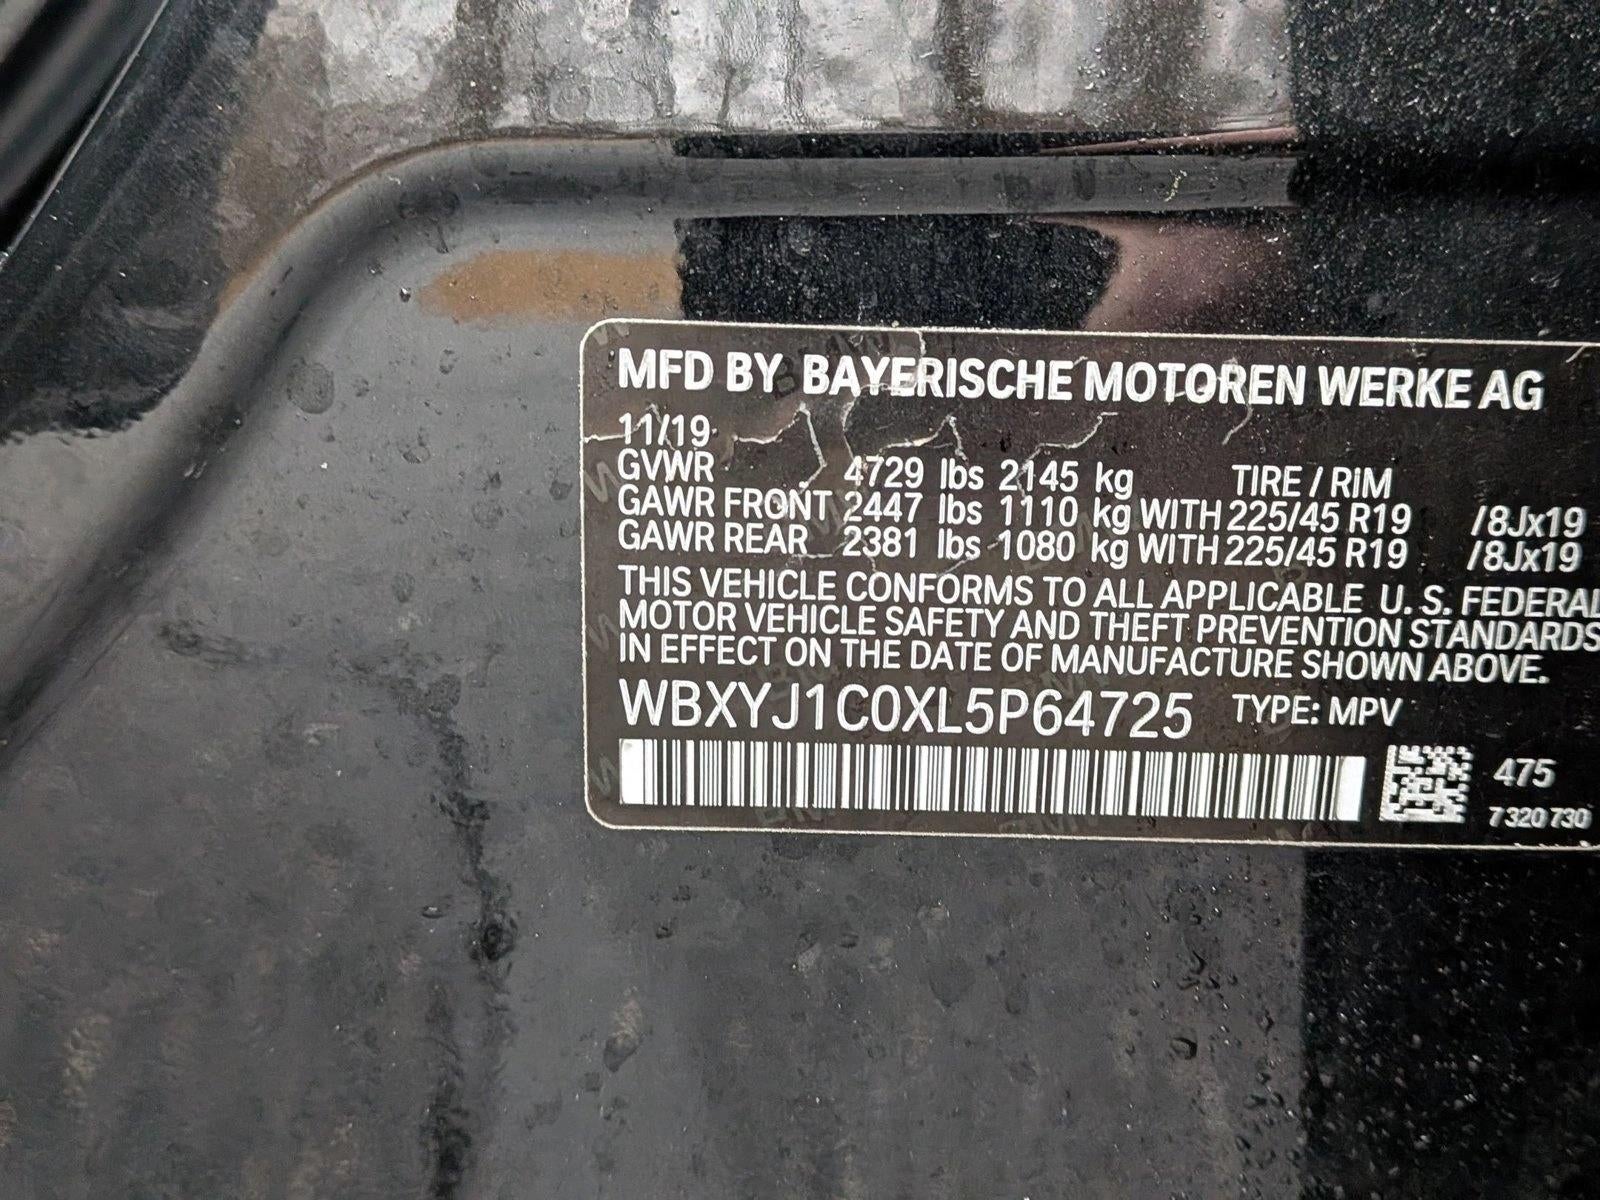 MFD BY BAYERISCHE MOTOREN WERKE AG
11/19
GVWR 4729 lbs 2145 kg TIRE / RIM
GAWR FRONT 2447 lbs 1110 kg WITH 225/45 R19 /8Jx19
GAWR REAR 2381 lbs 1080 kg WITH 225/45 R19 /8Jx19
THIS VEHICLE CONFORMS TO ALL APPLICABLE U. S. FEDERAL
MOTOR VEHICLE SAFETY AND THEFT PREVENTION STANDARDS
IN EFFECT ON THE DATE OF MANUFACTURE SHOWN ABOVE.
WBXYJ1C0XL5P64725 TYPE: MPV
475
7 320 730